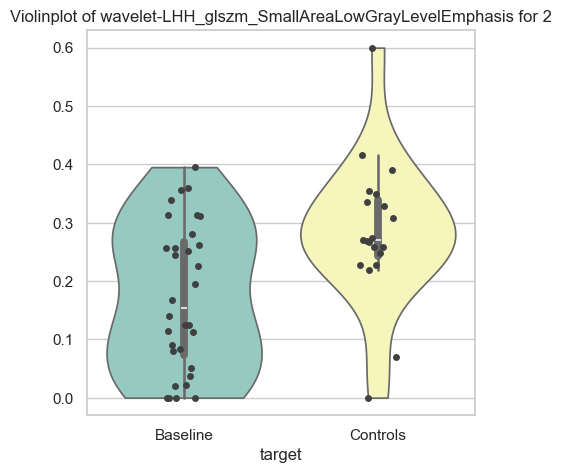 Violinplot of wavelet-LHH_glszm_SmallAreaLowGrayLevelEmphasis for 2
0.6
0.5
0.4
0.3
0.2
0.1
0.0
Baseline
Controls
target